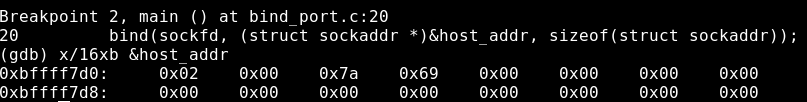 Breakpoint 2, main () at bind_port.c:20
20        bind(sockfd, (struct sockaddr *)&host_addr, sizeof(struct sockaddr));
(gdb) x/16xb &host_addr
0xbffff7d0:     0x02    0x00    0x7a    0x69    0x00    0x00    0x00    0x00
0xbffff7d8:     0x00    0x00    0x00    0x00    0x00    0x00    0x00    0x00